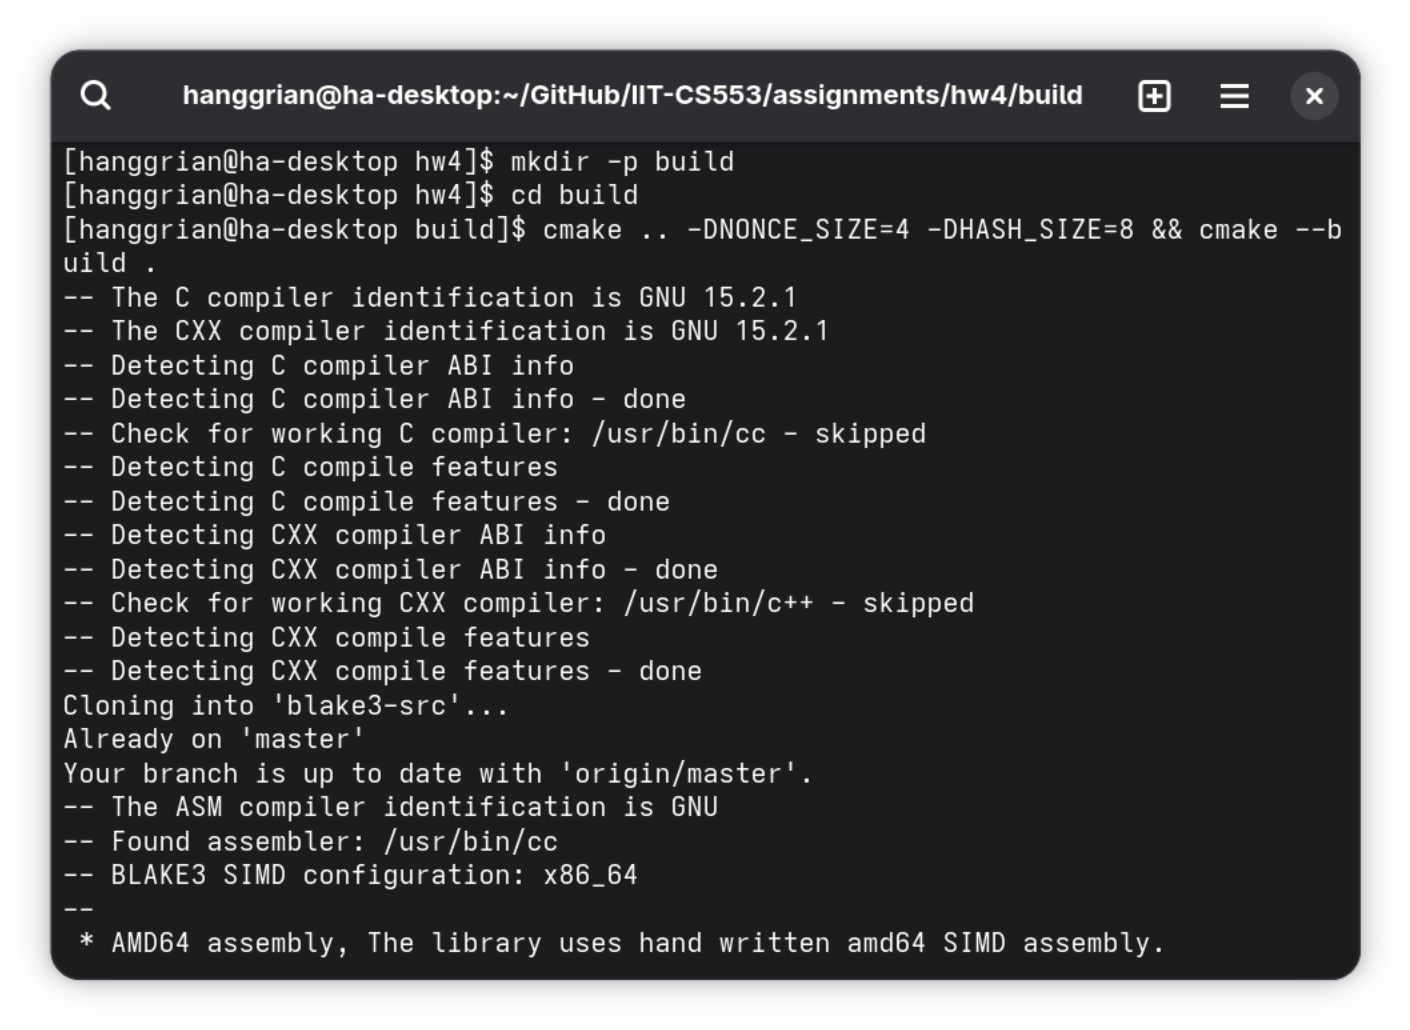 hanggrian@ha-desktop:~/GitHub/IIT-CS553/assignments/hw4/build
[hanggrian@ha-desktop hw4]$ mkdir -p build
[hanggrian@ha-desktop hw4]$ cd build
[hanggrian@ha-desktop build]$ cmake .. -DNONCE_SIZE=4 -DHASH_SIZE=8 && cmake --b
uild .
-- The C compiler identification is GNU 15.2.1
-- The CXX compiler identification is GNU 15.2.1
-- Detecting C compiler ABI info
-- Detecting C compiler ABI info - done
-- Check for working C compiler: /usr/bin/cc - skipped
-- Detecting C compile features
-- Detecting C compile features - done
-- Detecting CXX compiler ABI info
-- Detecting CXX compiler ABI info - done
-- Check for working CXX compiler: /usr/bin/c++ - skipped
-- Detecting CXX compile features
-- Detecting CXX compile features - done
Cloning into 'blake3-src'...
Already on 'master'
Your branch is up to date with 'origin/master'.
-- The ASM compiler identification is GNU
-- Found assembler: /usr/bin/cc
-- BLAKE3 SIMD configuration: x86_64
--
 * AMD64 assembly, The library uses hand written amd64 SIMD assembly.